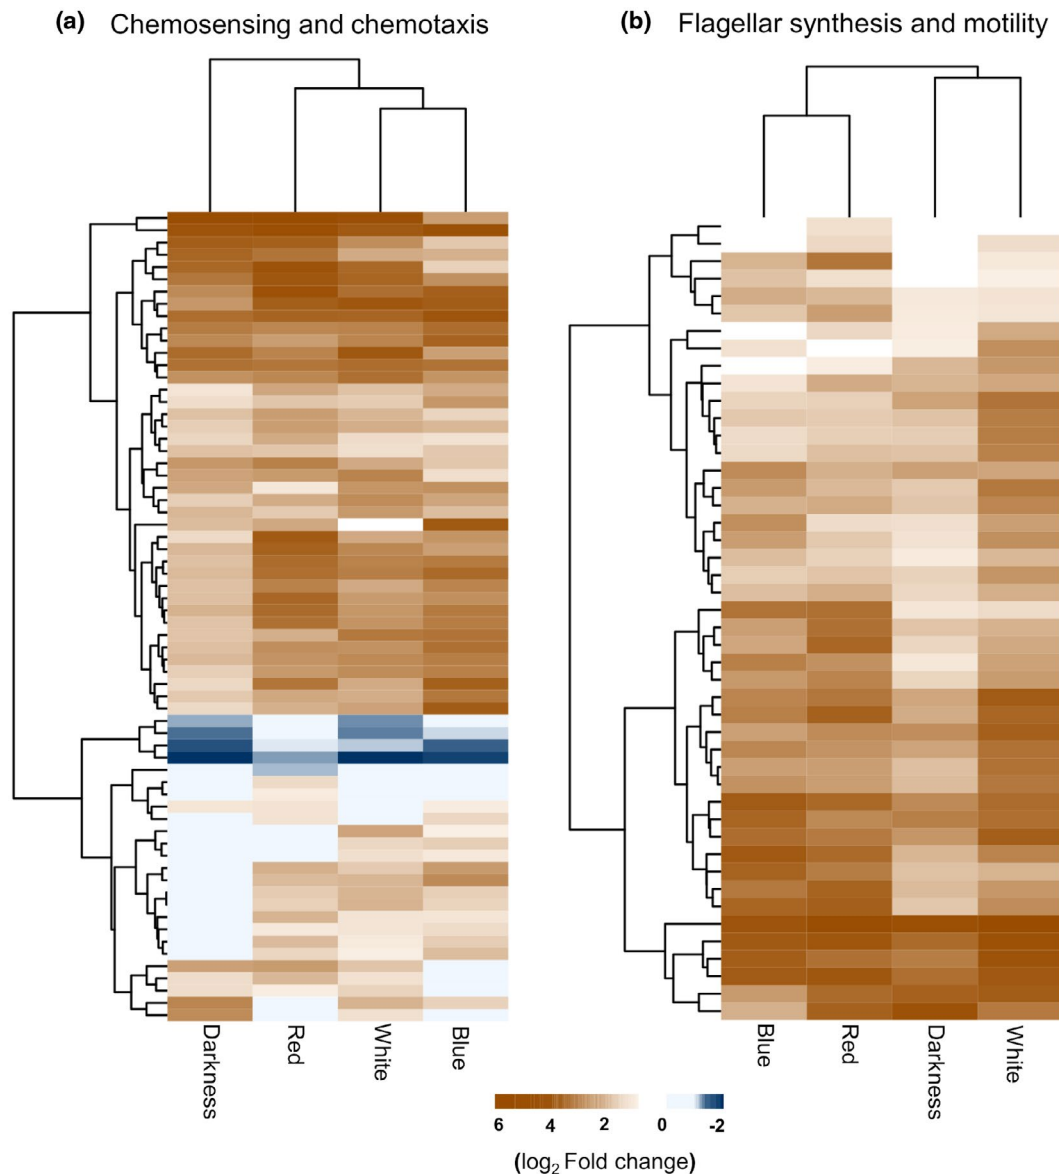 (a) Chemosensing and chemotaxis
(b) Flagellar synthesis and motility
Darkness
Red
White
Blue
Blue
Red
Darkness
White
6 4 2 0 -2
(log₂ Fold change)